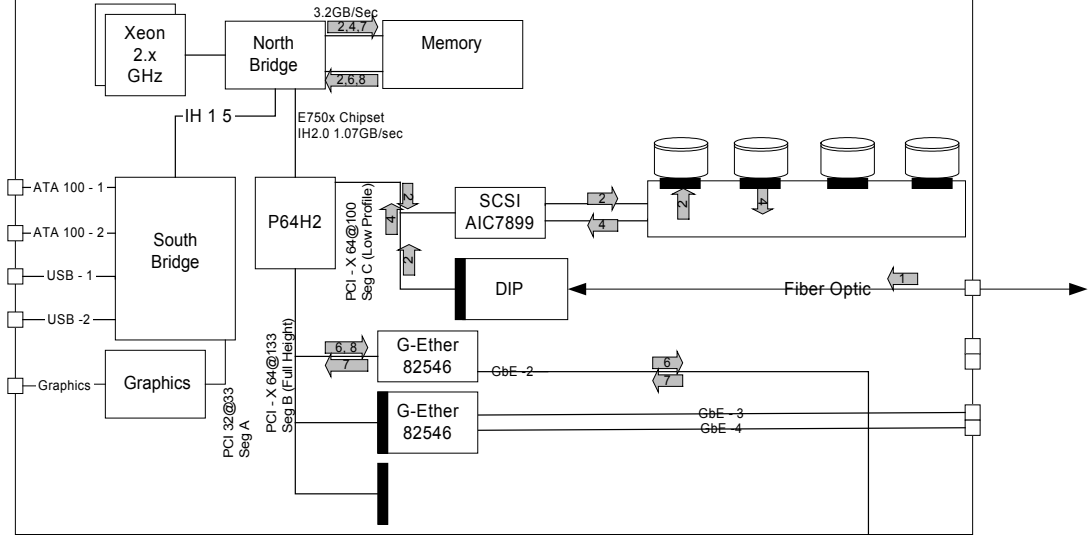 3.2GB/Sec
Xeon
2.x
GHz
North
Bridge
2,4,7
2,6,8
Memory
IH 1 5
E750x Chipset
IH2.0 1.07GB/sec
ATA 100 - 1
ATA 100 - 2
USB - 1
USB -2
South
Bridge
P64H2
PCI - X 64@100
Seg C (Low Profile)
2
4
2
SCSI
AIC7899
2
4
2
4
DIP
Fiber Optic
1
Graphics
Graphics
PCI 32@33
Seg A
PCI - X 64@133
Seg B (Full Height)
6, 8
7
G-Ether
82546
GbE -2
6
7
G-Ether
82546
GbE - 3
GbE -4